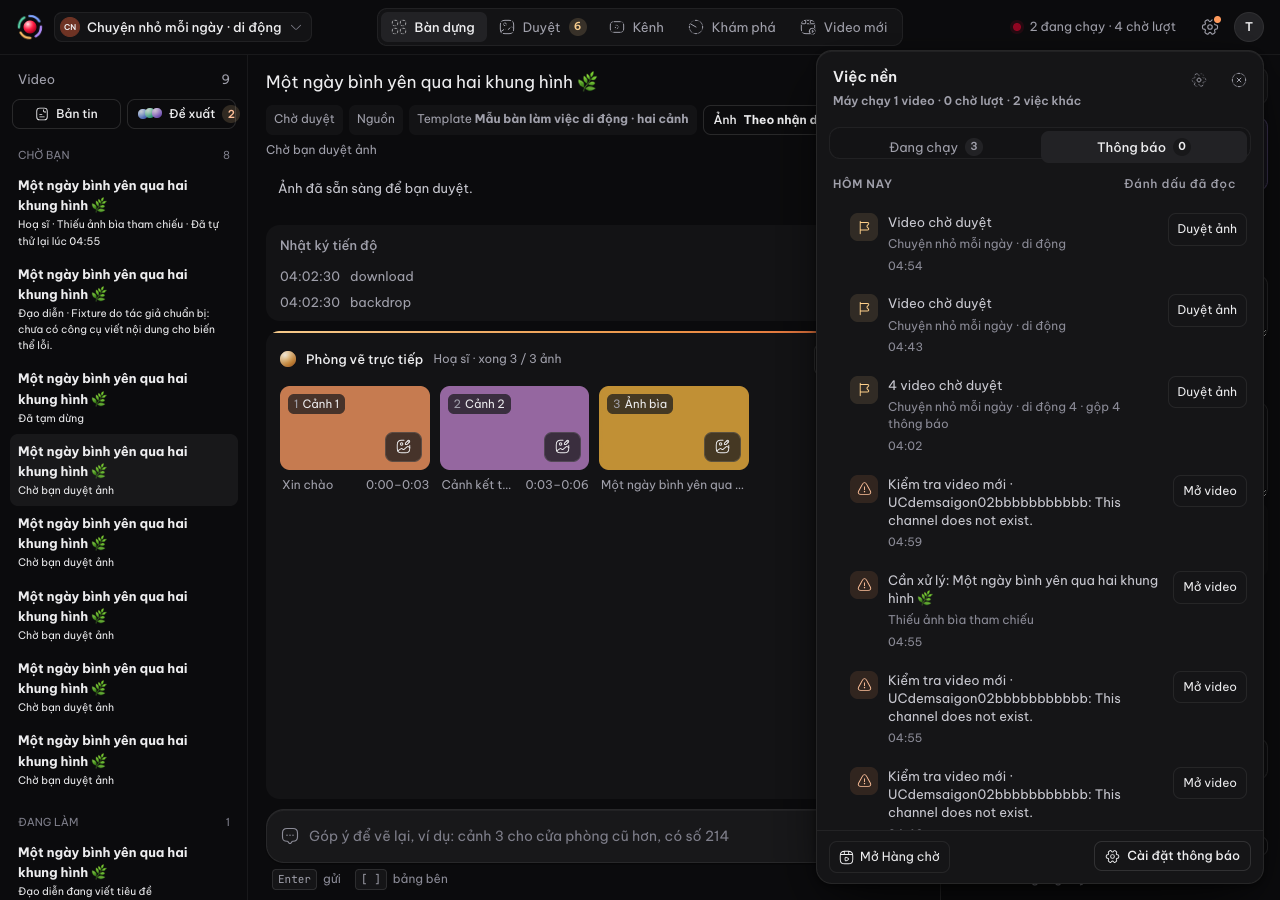 CN Chuyện nhỏ mỗi ngày · di động
Bàn dựng
Duyệt 6
Kênh
Khám phá
Video mới
2 đang chạy · 4 chờ lượt
T
Video 9
Bản tin
Đề xuất 2
CHỜ BẠN 8
Một ngày bình yên qua hai
khung hình 🌿
Hoạ sĩ · Thiếu ảnh bìa tham chiếu · Đã tự
thử lại lúc 04:55
Một ngày bình yên qua hai
khung hình 🌿
Đạo diễn · Fixture do tác giả chuẩn bị:
chưa có công cụ viết nội dung cho biến
thể lỗi.
Một ngày bình yên qua hai
khung hình 🌿
Đã tạm dừng
Một ngày bình yên qua hai
khung hình 🌿
Chờ bạn duyệt ảnh
Một ngày bình yên qua hai
khung hình 🌿
Chờ bạn duyệt ảnh
Một ngày bình yên qua hai
khung hình 🌿
Chờ bạn duyệt ảnh
Một ngày bình yên qua hai
khung hình 🌿
Chờ bạn duyệt ảnh
Một ngày bình yên qua hai
khung hình 🌿
Chờ bạn duyệt ảnh
ĐANG LÀM 1
Một ngày bình yên qua hai
khung hình 🌿
Đạo diễn đang viết tiêu đề
Một ngày bình yên qua hai khung hình 🌿
Chờ duyệt
Nguồn
Template Mẫu bàn làm việc di động · hai cảnh
Ảnh Theo nhận d
Chờ bạn duyệt ảnh
Ảnh đã sẵn sàng để bạn duyệt.
Nhật ký tiến độ
04:02:30 download
04:02:30 backdrop
Phòng vẽ trực tiếp Hoạ sĩ · xong 3 / 3 ảnh
1 Cảnh 1
2 Cảnh 2
3 Ảnh bìa
Xin chào 0:00–0:03
Cảnh kết t... 0:03–0:06
Một ngày bình yên qua ...
Góp ý để vẽ lại, ví dụ: cảnh 3 cho cửa phòng cũ hơn, có số 214
Enter gửi [ ] bảng bên
Việc nền
Máy chạy 1 video · 0 chờ lượt · 2 việc khác
Đang chạy 3
Thông báo 0
HÔM NAY
Đánh dấu đã đọc
Video chờ duyệt
Chuyện nhỏ mỗi ngày · di động
04:54
Duyệt ảnh
Video chờ duyệt
Chuyện nhỏ mỗi ngày · di động
04:43
Duyệt ảnh
4 video chờ duyệt
Chuyện nhỏ mỗi ngày · di động 4 · gộp 4
thông báo
04:02
Duyệt ảnh
Kiểm tra video mới ·
UCdemsaigon02bbbbbbbbbbb: This
channel does not exist.
04:59
Mở video
Cần xử lý: Một ngày bình yên qua hai khung
hình 🌿
Thiếu ảnh bìa tham chiếu
04:55
Mở video
Kiểm tra video mới ·
UCdemsaigon02bbbbbbbbbbb: This
channel does not exist.
04:55
Mở video
Kiểm tra video mới ·
UCdemsaigon02bbbbbbbbbbb: This
channel does not exist.
Mở video
Mở Hàng chờ
Cài đặt thông báo